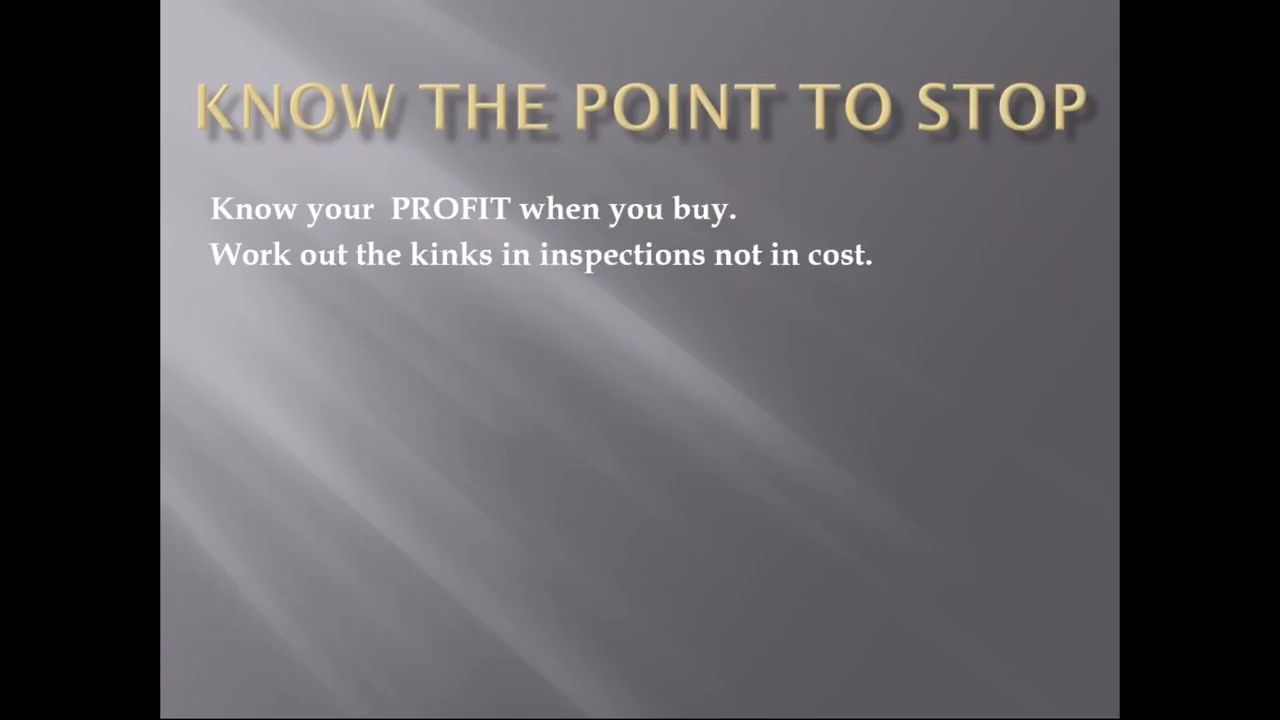 KNOW THE POINT TO STOP
Know your PROFIT when you buy.
Work out the kinks in inspections not in cost.